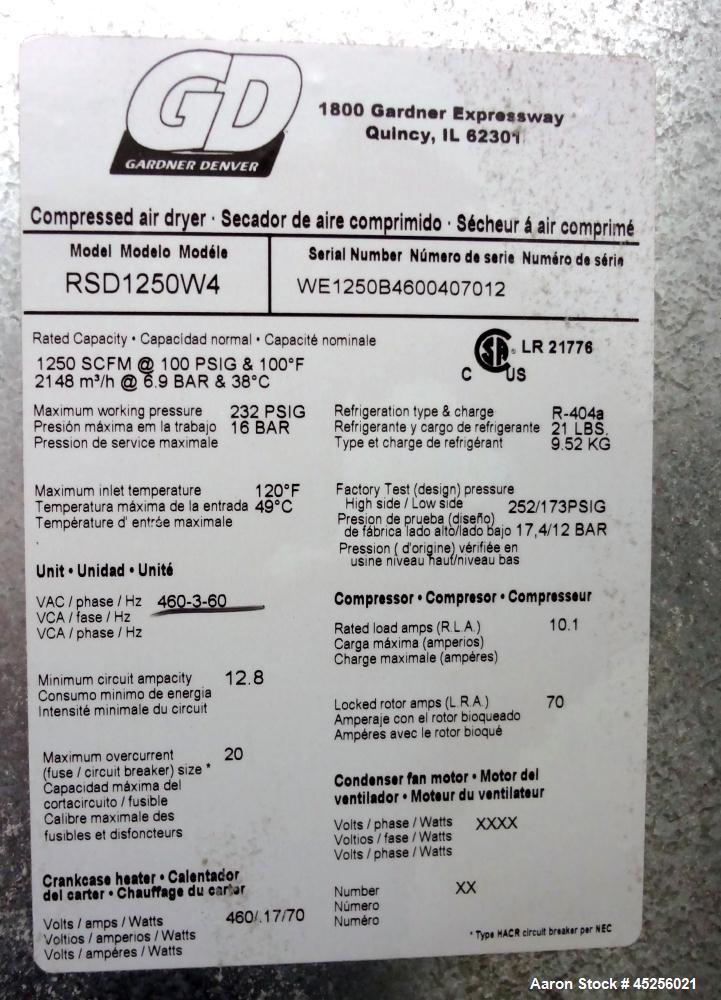 GD
GARDNER DENVER
1800 Gardner Expressway
Quincy, IL 62301
Compressed air dryer · Secador de aire comprimido · Sécheur á air comprimé
Model Modelo Modéle
RSD1250W4
Serial Number Número de serie Numéro de série
WE1250B4600407012
Rated Capacity • Capacídad normal • Capacité nominale
1250 SCFM @ 100 PSIG & 100°F
2148 m³/h @ 6.9 BAR & 38°C
SA
C US
LR 21776
Maximum working pressure 232 PSIG
Presión máxima em la trabajo 16 BAR
Pression de service maximale
Refrigeration type & charge R-404a
Refrigerante y cargo de refrigerante 21 LBS.
Type et charge de refrigérant 9.52 KG
Maximum inlet temperature 120°F
Temperatura máxima de la entrada 49°C
Température d' entrée maximale
Factory Test (design) pressure
High side / Low side 252/173PSIG
Presion de prueba (diseño)
de fábrica lado alto/lado bajo 17,4/12 BAR
Pression ( d'origine) vérifiée en
usine niveau haut/niveau bas
Unit • Unidad • Unité
VAC / phase / Hz 460-3-60
VCA / fase / Hz
VCA / phase / Hz
Compressor • Compresor • Compresseur
Rated load amps (R.L.A.) 10.1
Carga máxima (amperios)
Charge maximale (ampéres)
Minimum circuit ampacity 12.8
Consumo minimo de energia
Intensité minimale du circuit
Locked rotor amps (L.R.A.) 70
Amperaje con el rotor bioqueado
Ampéres avec le rotor bioqué
Maximum overcurrent 20
(fuse / circuit breaker) size *
Capacidad máxima del
cortacircuito / fusible
Calibre maximale des
fusibles et disfoncteurs
Condenser fan motor • Motor del
ventilador • Moteur du ventilateur
Volts / phase / Watts XXXX
Voltios / fase / Watts
Volts / phase / Watts
Crankcase heater • Calentador
del carter • Chauffage du carter
Volts / amps / Watts 460/.17/70
Voltios / amperios / Watts
Volts / ampéres / Watts
Number XX
Número
Numéro
* Type HACR circuit breaker per NEC
Aaron Stock # 45256021